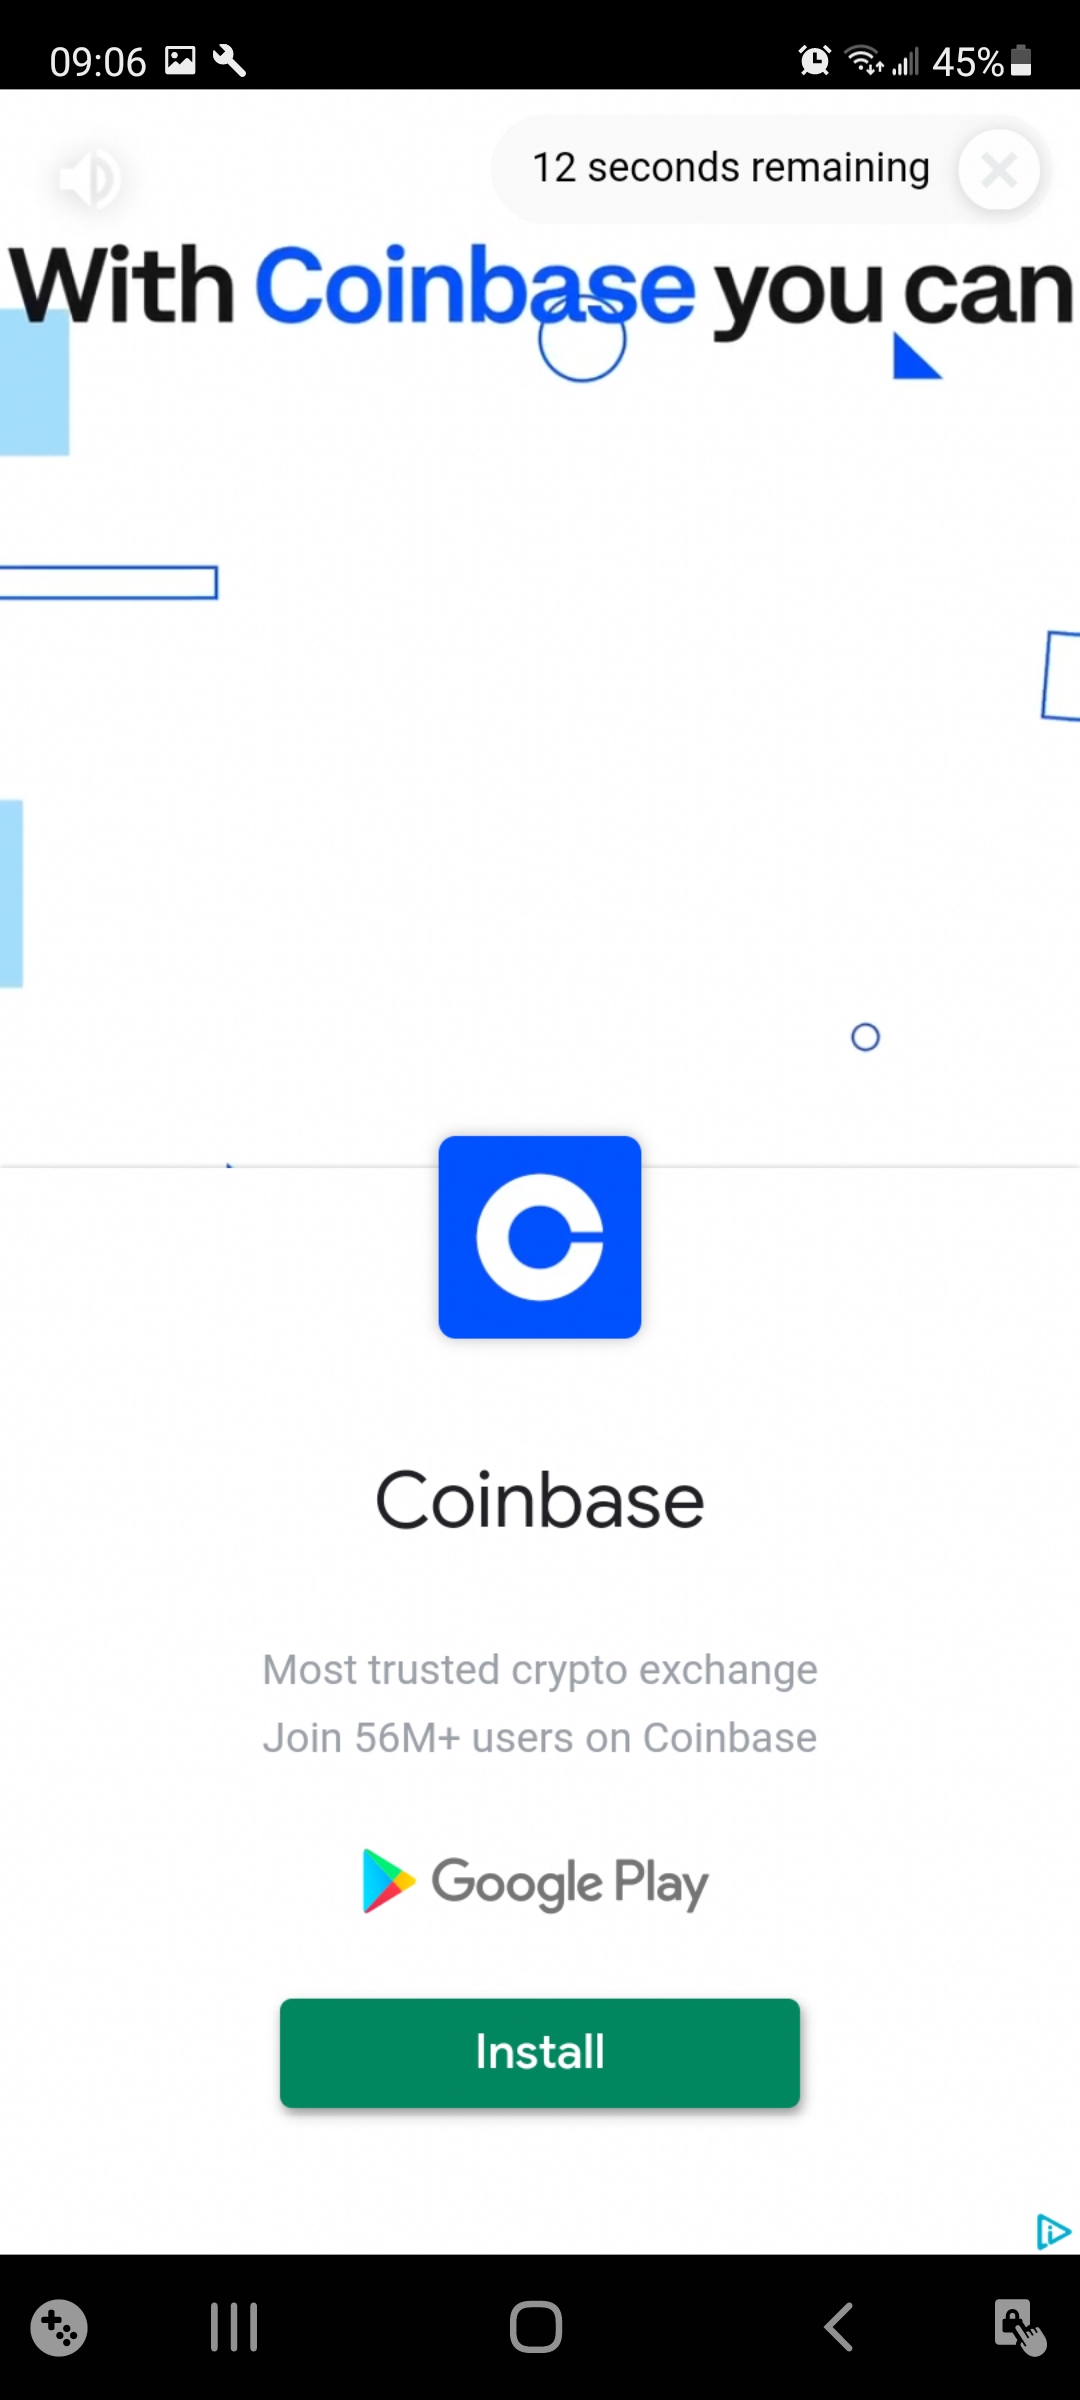 09:06
45%
12 seconds remaining
With Coinbase you can
Coinbase
Most trusted crypto exchange
Join 56M+ users on Coinbase
Google Play
Install